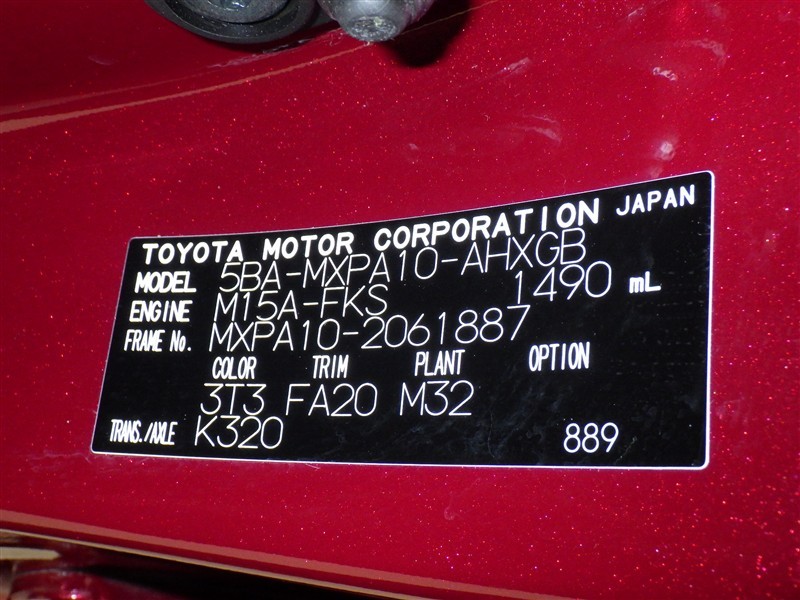 TOYOTA MOTOR CORPORATION JAPAN
MODEL 5BA-MXPA10-AHXGB
ENGINE M15A-FKS 1490 mL
FRAME No. MXPA10-2061887
COLOR TRIM PLANT OPTION
3T3 FA20 M32
TRANS./AXLE K320 889